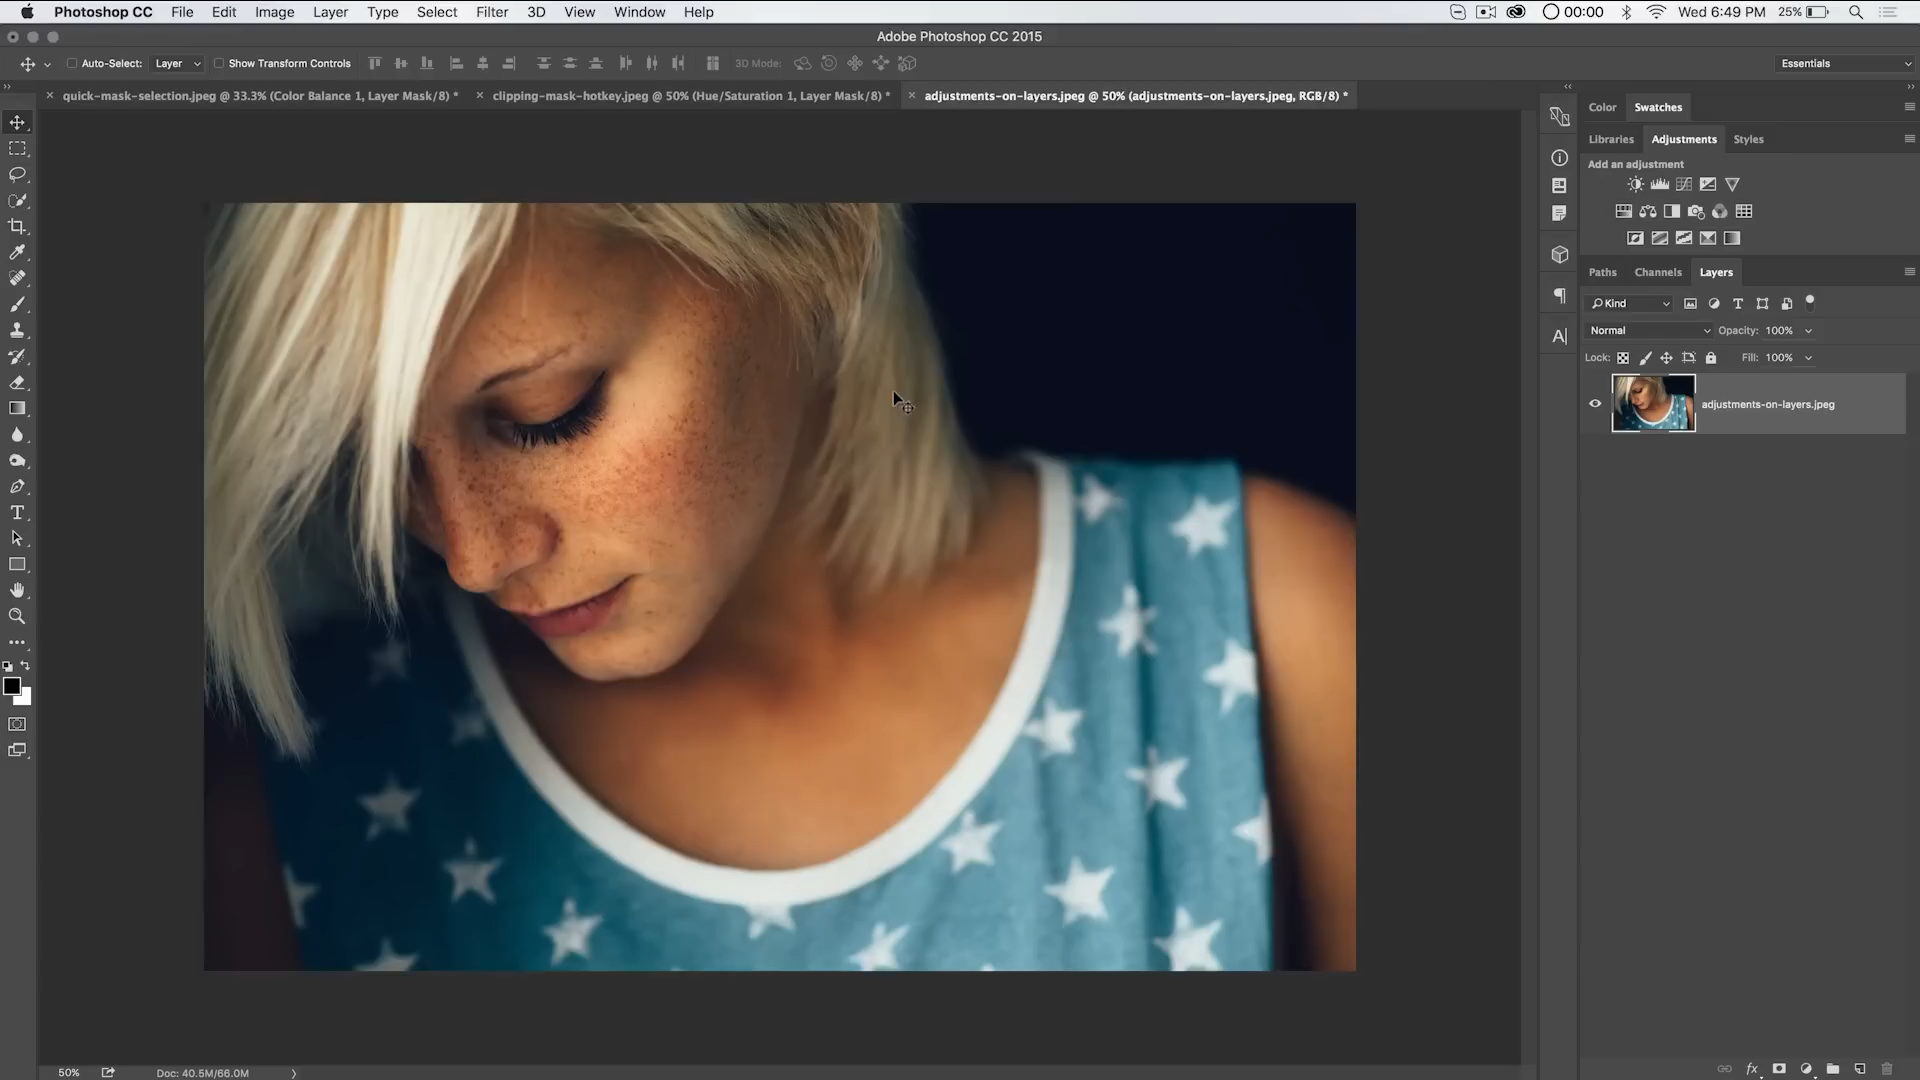 Photoshop CC File Edit Image Layer Type Select Filter 3D View Window Help 00:00 Wed 6:49 PM 25%
Adobe Photoshop CC 2015
Auto-Select: Layer Show Transform Controls 3D Mode: Essentials
quick-mask-selection.jpeg @ 33.3% (Color Balance 1, Layer Mask/8) * clipping-mask-hotkey.jpeg @ 50% (Hue/Saturation 1, Layer Mask/8) * adjustments-on-layers.jpeg @ 50% (adjustments-on-layers.jpeg, RGB/8) *
Color Swatches
Libraries Adjustments Styles
Add an adjustment
Paths Channels Layers
Kind
Normal Opacity: 100%
Lock: Fill: 100%
adjustments-on-layers.jpeg
50% Doc: 40.5M/66.0M